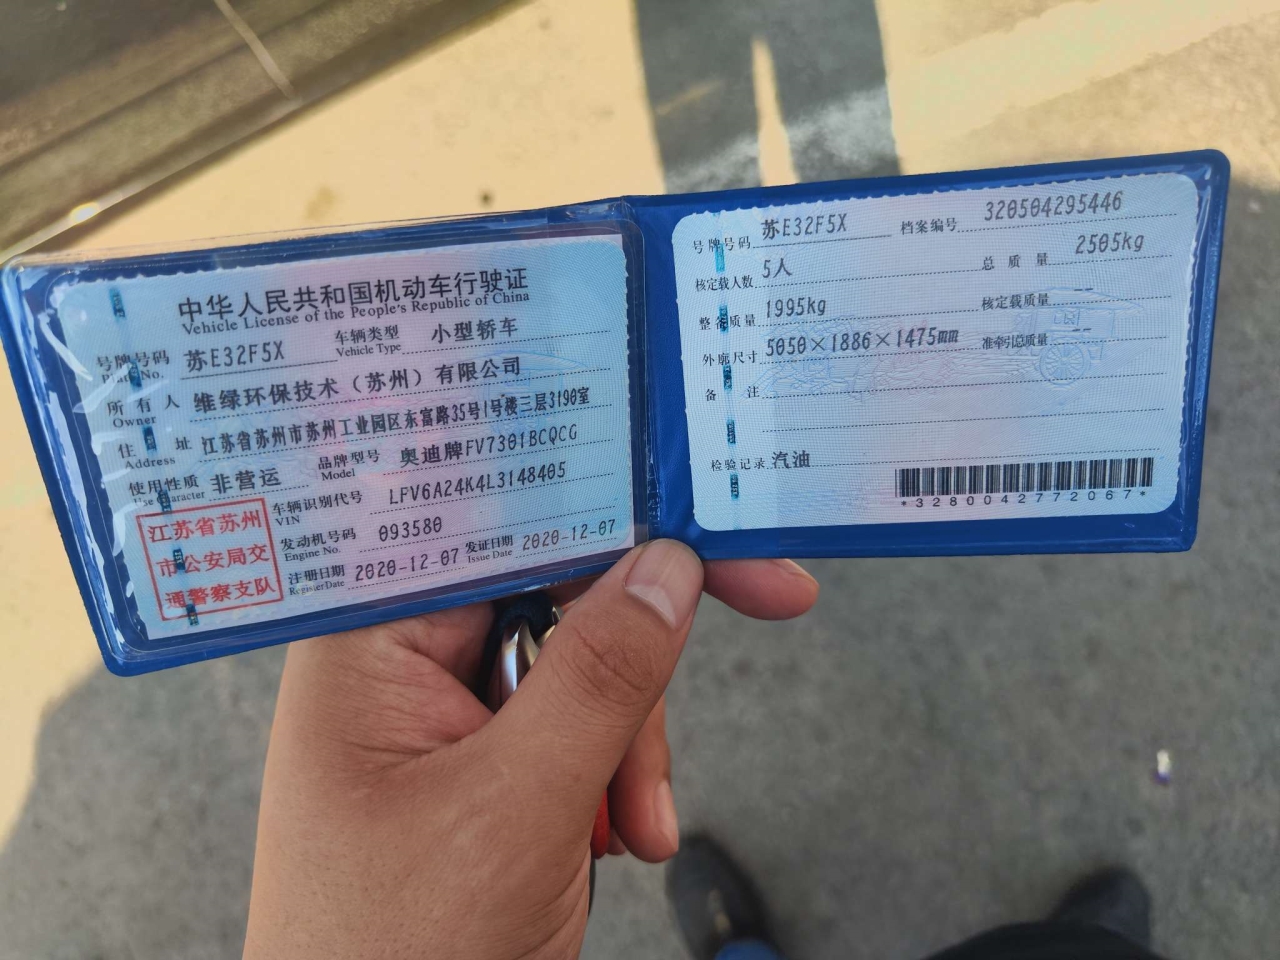 中华人民共和国机动车行驶证
Vehicle License of the People's Republic of China
号牌号码 苏E32F5X 车辆类型 小型轿车
Plate No. Vehicle Type
所有人 维绿环保技术（苏州）有限公司
Owner
住址 江苏省苏州市苏州工业园区东富路35号1号楼三层3190室
Address
使用性质 非营运 品牌型号 奥迪牌FV7301BCQCG
Use Character Model
车辆识别代号 LFV6A24K4L3148405
VIN
发动机号码 093580
Engine No.
注册日期 2020-12-07 发证日期 2020-12-07
Register Date Issue Date
江苏省苏州
市公安局交
通警察支队
号牌号码 苏E32F5X 档案编号 320504295446
核定载人数 5人 总质量 2505kg
整备质量 1995kg 核定载质量 --
外廓尺寸 5050×1886×1475mm 准牵引总质量 --
备注
检验记录 汽油
*3280042772067*